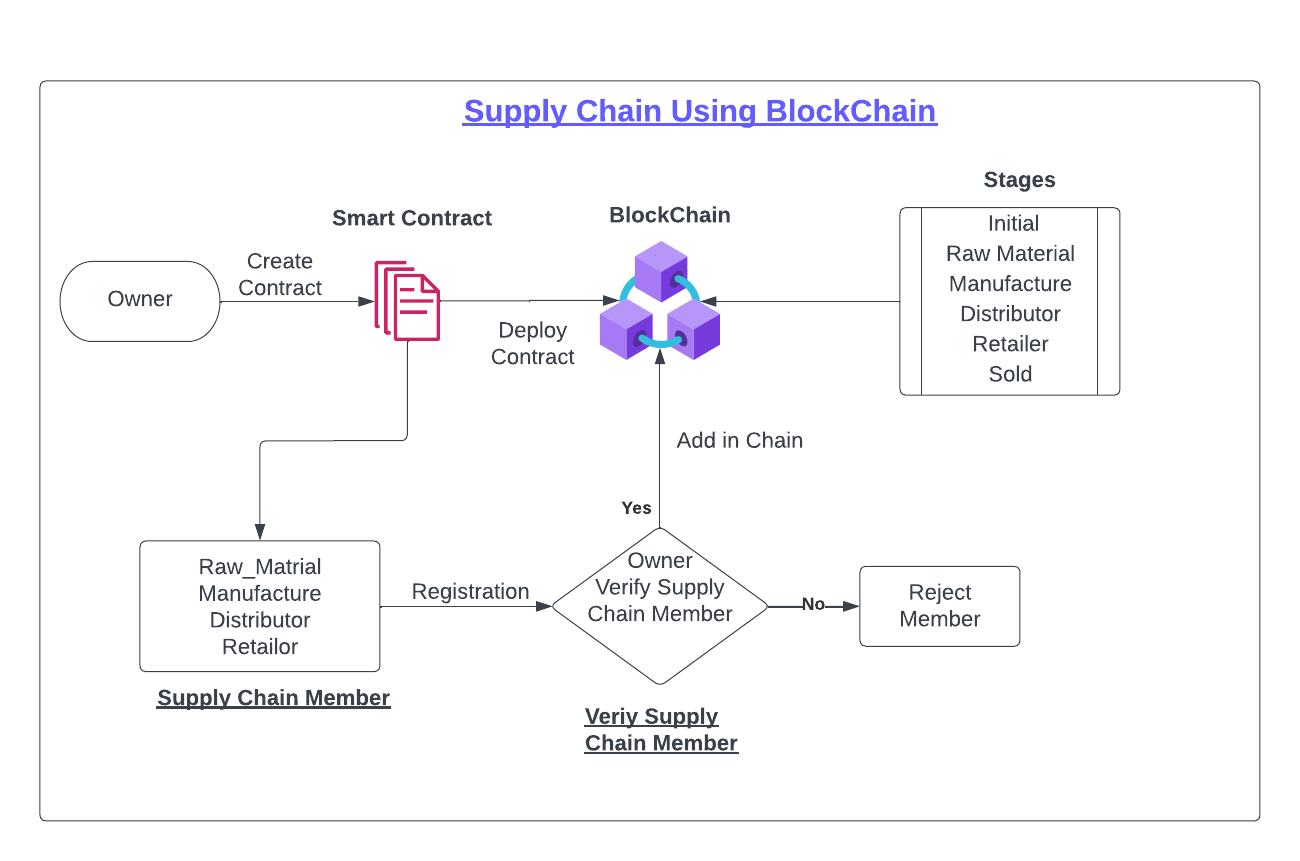 Supply Chain Using BlockChain
Stages
Smart Contract
BlockChain
Owner
Create
Contract
Deploy
Contract
Initial
Raw Material
Manufacture
Distributor
Retailer
Sold
Add in Chain
Yes
Raw_Matrial
Manufacture
Distributor
Retailor
Supply Chain Member
Registration
Owner
Verify Supply
Chain Member
Veriy Supply
Chain Member
No
Reject
Member